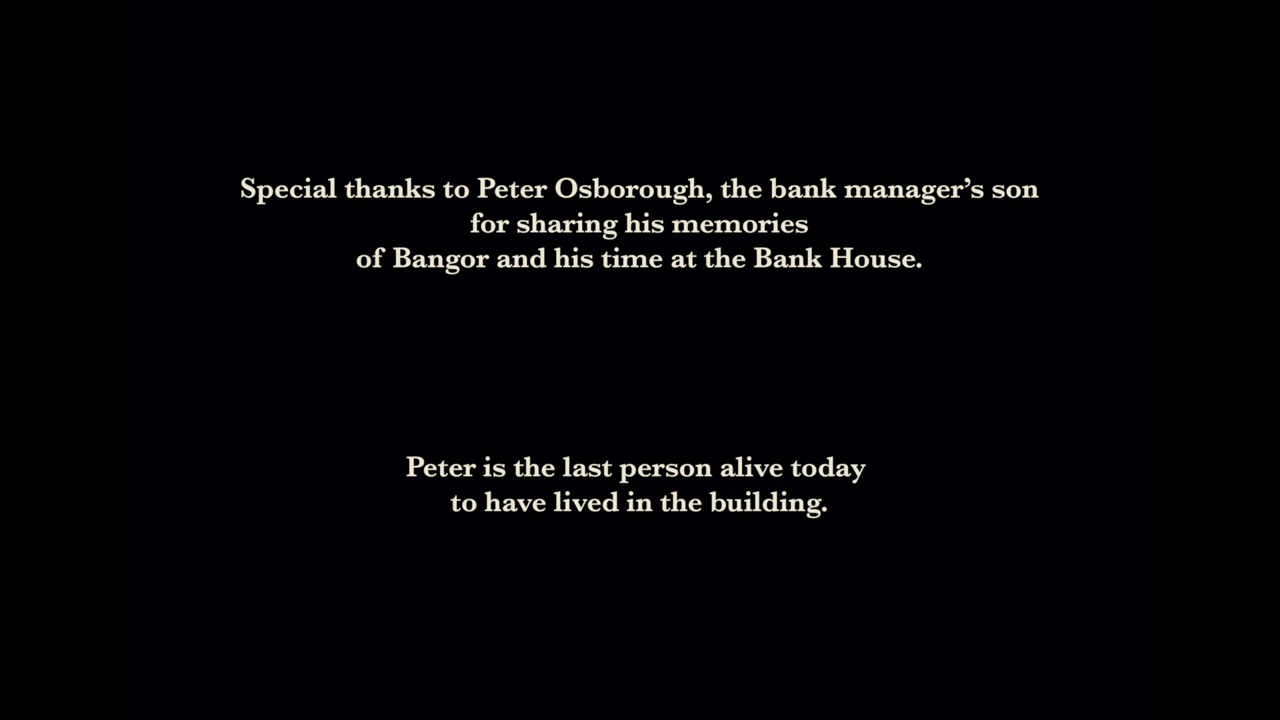 Special thanks to Peter Osborough, the bank manager’s son
for sharing his memories
of Bangor and his time at the Bank House.
Peter is the last person alive today
to have lived in the building.